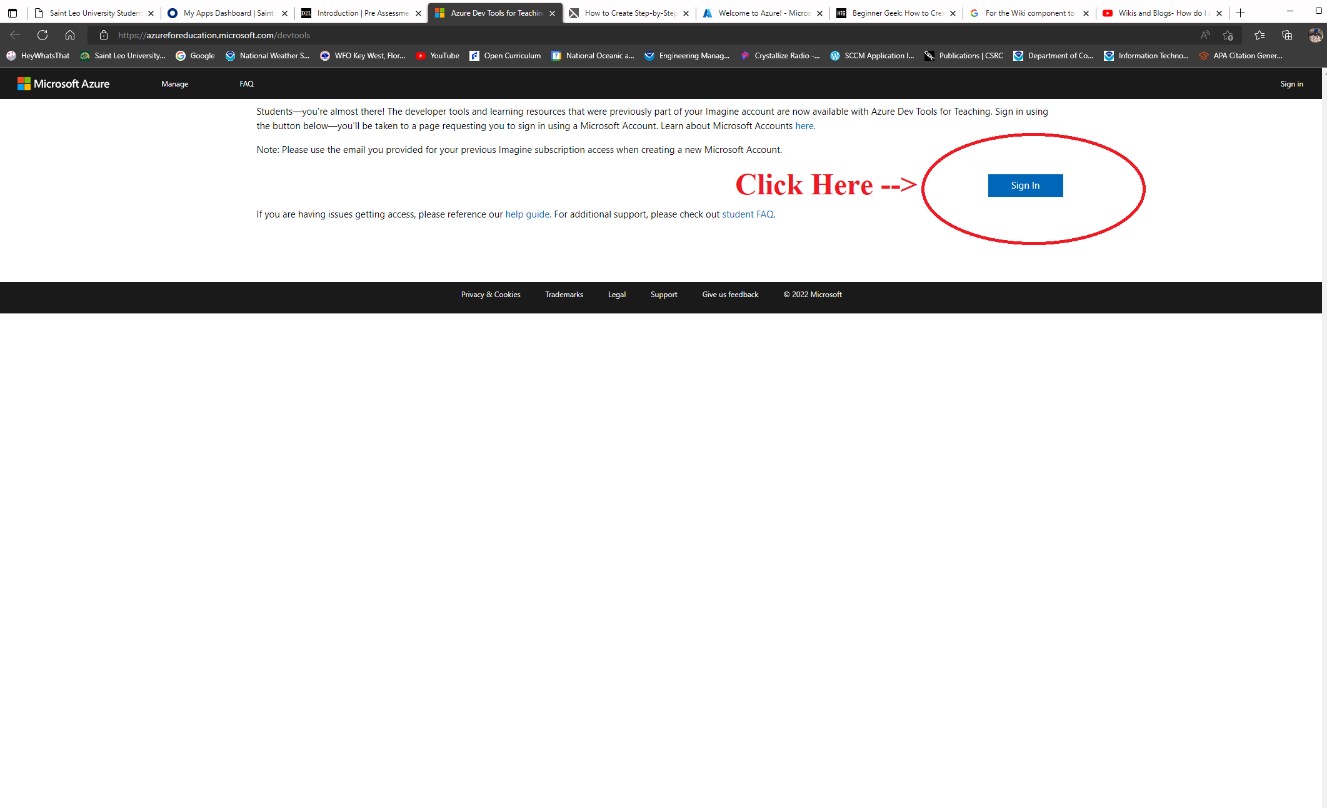 Saint Leo University Studen
My Apps Dashboard | Saint
Introduction | Pre Assessme
Azure Dev Tools for Teachin
How to Create Step-by-Step
Welcome to Azure! - Micros
HTG
Beginner Geek: How to Cre
For the Wiki component to
Wikis and Blogs- How do I
https://azureforeducation.microsoft.com/devtools
HeyWhatsThat
Saint Leo University...
Google
National Weather S...
WFO Key West, Flor...
YouTube
Open Curriculum
National Oceanic a...
Engineering Manag...
Crystallize Radio -...
SCCM Application I...
Publications | CSRC
Department of Co...
Information Techno...
APA Citation Gener...
Microsoft Azure
Manage
FAQ
Sign in
Students—you're almost there! The developer tools and learning resources that were previously part of your Imagine account are now available with Azure Dev Tools for Teaching. Sign in using
the button below—you'll be taken to a page requesting you to sign in using a Microsoft Account. Learn about Microsoft Accounts here.
Note: Please use the email you provided for your previous Imagine subscription access when creating a new Microsoft Account.
Click Here -->
Sign In
If you are having issues getting access, please reference our help guide. For additional support, please check out student FAQ.
Privacy & Cookies
Trademarks
Legal
Support
Give us feedback
© 2022 Microsoft